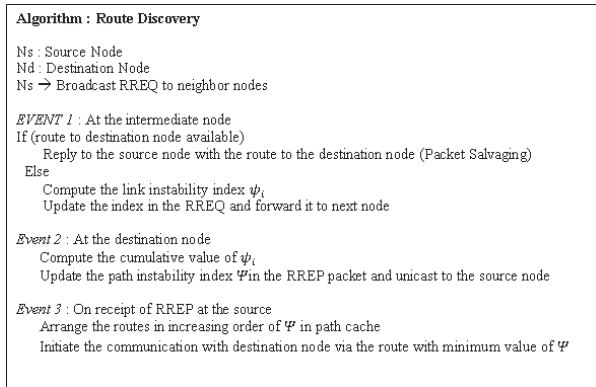 Algorithm : Route Discovery
Ns : Source Node
Nd : Destination Node
Ns → Broadcast RREQ to neighbor nodes
EVENT 1 : At the intermediate node
If (route to destination node available)
Reply to the source node with the route to the destination node (Packet Salvaging)
Else
Compute the link instability index ψi
Update the index in the RREQ and forward it to next node
Event 2 : At the destination node
Compute the cumulative value of ψi
Update the path instability index Ψin the RREP packet and unicast to the source node
Event 3 : On receipt of RREP at the source
Arrange the routes in increasing order of Ψ in path cache
Initiate the communication with destination node via the route with minimum value of Ψ